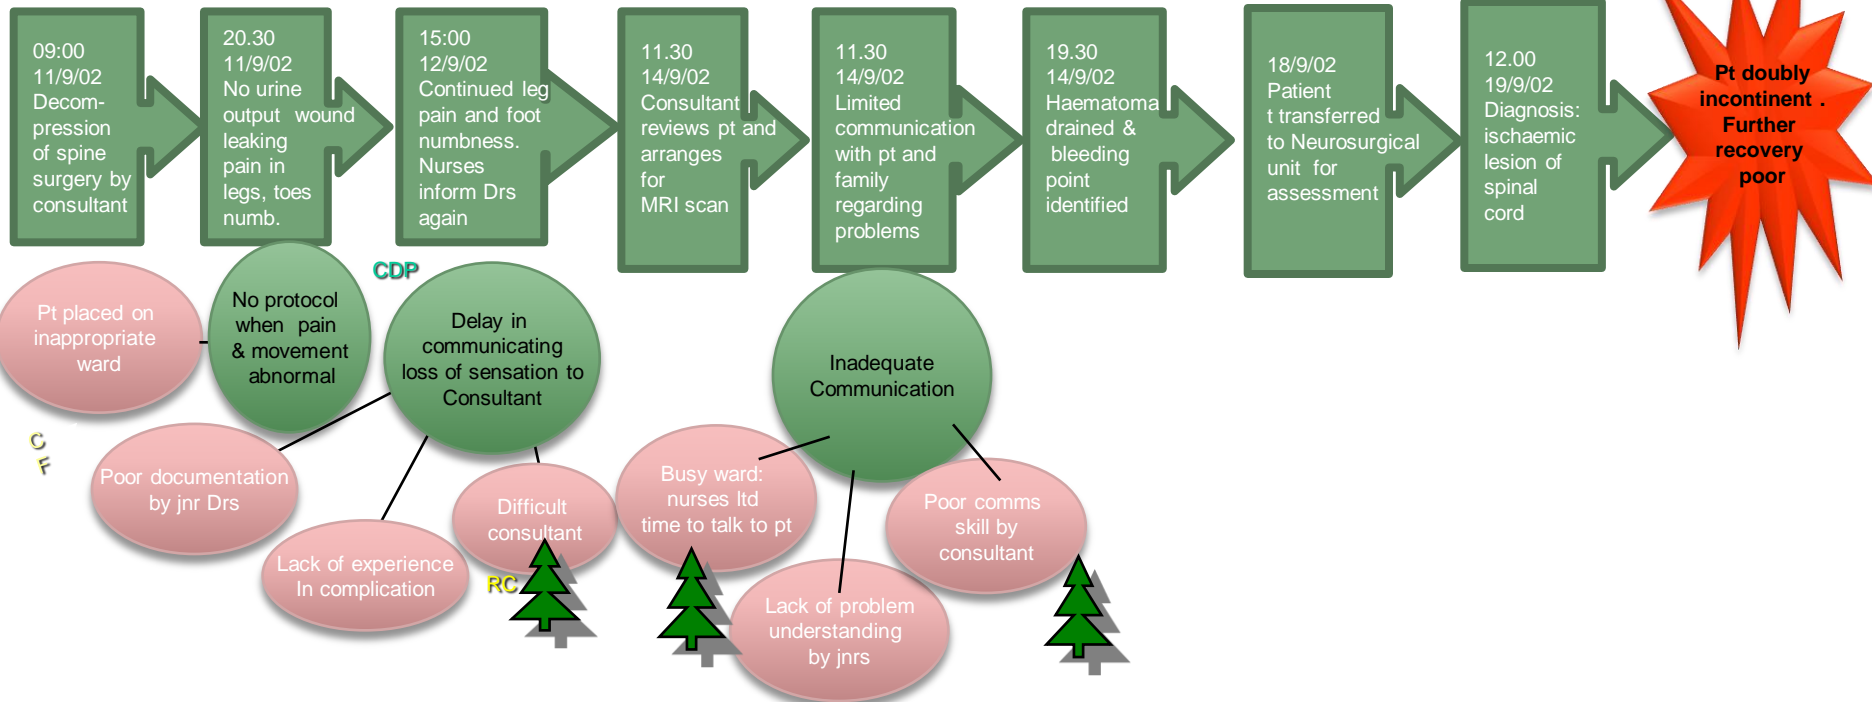 09:00
11/9/02
Decom-
pression
of spine
surgery by
consultant
20.30
11/9/02
No urine
output wound
leaking
pain in
legs, toes
numb.
15:00
12/9/02
Continued leg
pain and foot
numbness.
Nurses
inform Drs
again
11.30
14/9/02
Consultant
reviews pt and
arranges
for
MRI scan
11.30
14/9/02
Limited
communication
with pt and
family
regarding
problems
19.30
14/9/02
Haematoma
drained &
bleeding
point
identified
18/9/02
Patient
t transferred
to Neurosurgical
unit for
assessment
12.00
19/9/02
Diagnosis:
ischaemic
lesion of
spinal
cord
Pt doubly
incontinent .
Further
recovery
poor
Pt placed on
inappropriate
ward
No protocol
when pain
& movement
abnormal
CDP
Delay in
communicating
loss of sensation to
Consultant
Inadequate
Communication
C
F
Poor documentation
by jnr Drs
Lack of experience
In complication
Difficult
consultant
RC
Busy ward:
nurses ltd
time to talk to pt
Lack of problem
understanding
by jnrs
Poor comms
skill by
consultant